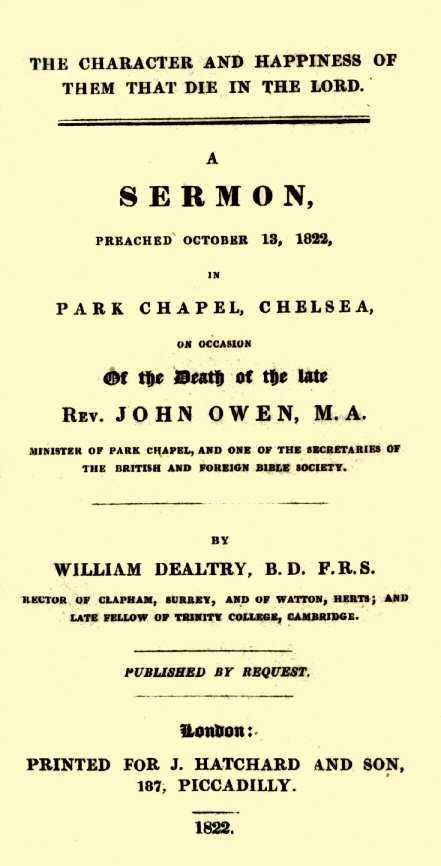 THE CHARACTER AND HAPPINESS OF
THEM THAT DIE IN THE LORD.
A
SERMON,
PREACHED OCTOBER 13, 1822,
IN
PARK CHAPEL, CHELSEA,
ON OCCASION
Of the Death of the late
REV. JOHN OWEN, M.A.
MINISTER OF PARK CHAPEL, AND ONE OF THE SECRETARIES OF
THE BRITISH AND FOREIGN BIBLE SOCIETY.
BY
WILLIAM DEALTRY, B.D. F.R.S.
RECTOR OF CLAPHAM, SURREY, AND OF WATTON, HERTS; AND
LATE FELLOW OF TRINITY COLLEGE, CAMBRIDGE.
PUBLISHED BY REQUEST.
London:
PRINTED FOR J. HATCHARD AND SON,
187, PICCADILLY.
1822.